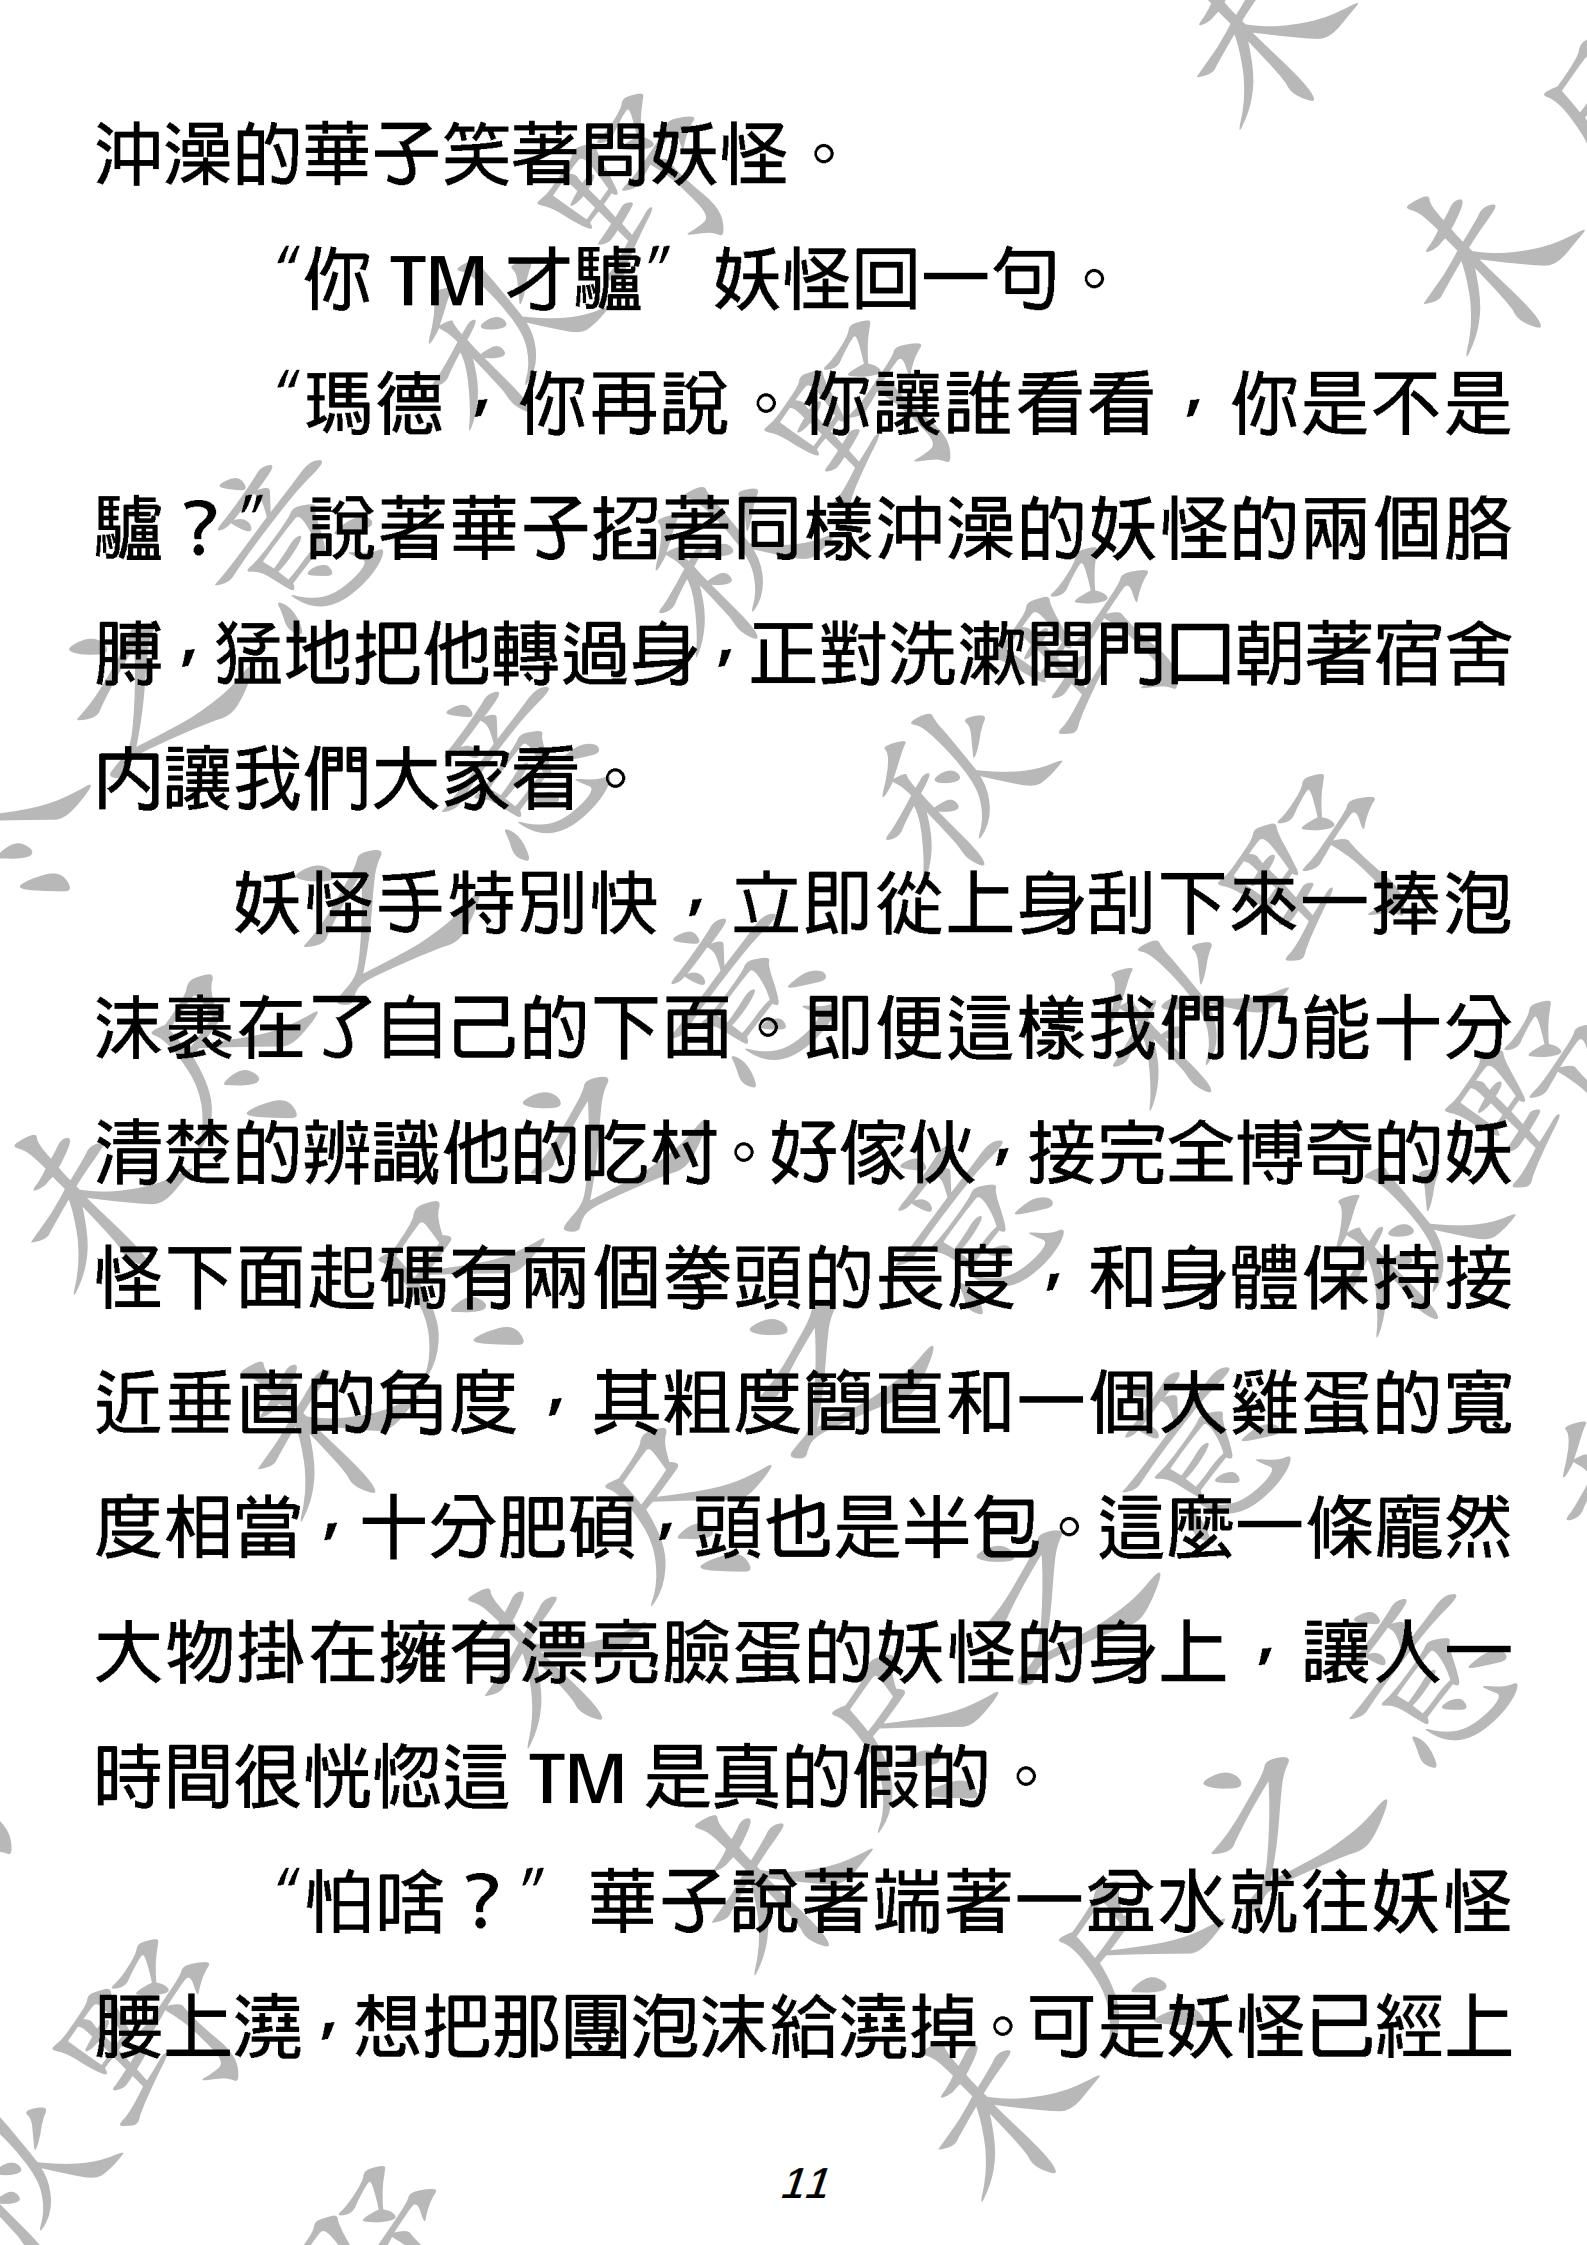 沖澡的華子笑著問妖怪。
“你 TM 才驢”妖怪回一句。
“瑪德，你再說。你讓誰看看，你是不是
驢？”說著華子掐著同樣沖澡的妖怪的兩個胳
膊，猛地把他轉過身，正對洗漱間門口朝著宿舍
內讓我們大家看。
妖怪手特別快，立即從上身刮下來一捧泡
沫裹在了自己的下面。即便這樣我們仍能十分
清楚的辨識他的吃村。好傢伙，接完全博奇的妖
怪下面起碼有兩個拳頭的長度，和身體保持接
近垂直的角度，其粗度簡直和一個大雞蛋的寬
度相當，十分肥碩，頭也是半包。這麼一條龐然
大物掛在擁有漂亮臉蛋的妖怪的身上，讓人一
時間很恍惚這 TM 是真的假的。
“怕啥？”華子說著端著一盆水就往妖怪
腰上澆，想把那團泡沫給澆掉。可是妖怪已經上
11
未尽之意 秋野